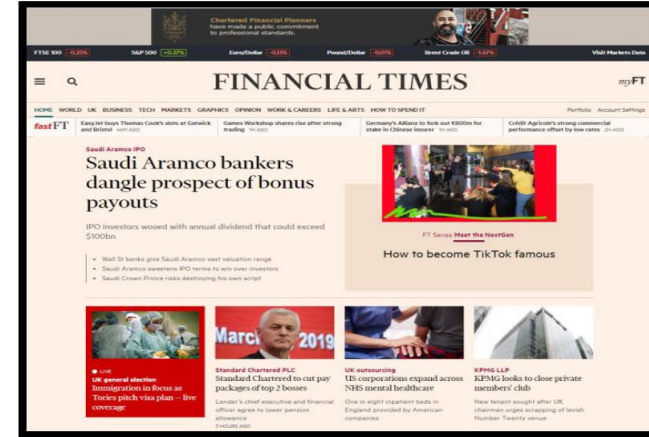 Chartered Financial Planners
have made a public commitment
to professional standards.
FTSE 100 -0.25% S&P 500 +0.27% Euro/Dollar -0.13% Pound/Dollar -0.01% Brent Crude Oil -1.67% Visit Markets Data
FINANCIAL TIMES
myFT
HOME WORLD UK BUSINESS TECH MARKETS GRAPHICS OPINION WORK & CAREERS LIFE & ARTS HOW TO SPEND IT Portfolio Account Settings
fastFT
EasyJet buys Thomas Cook's slots at Gatwick
and Bristol
Games Workshop shares rise after strong
trading 1H AGO
Germany's Allianz to fork out €800m for
stake in Chinese insurer 1H AGO
Crédit Agricole's strong commercial
performance offset by low rates 2H AGO
Saudi Aramco IPO
Saudi Aramco bankers
dangle prospect of bonus
payouts
IPO investors wooed with annual dividend that could exceed
$100bn
Wall St banks give Saudi Aramco vast valuation range
Saudi Aramco sweetens IPO terms to win over investors
Saudi Crown Prince risks destroying his own script
FT Series Meet the NextGen
How to become TikTok famous
LIVE
UK general election
Immigration in focus as
Tories pitch visa plan – live
coverage
March 2019
Standard Chartered PLC
Standard Chartered to cut pay
packages of top 2 bosses
Lender's chief executive and financial
officer agree to lower pension
allowance
3 HOURS AGO
UK outsourcing
US corporations expand across
NHS mental healthcare
One in eight inpatient beds in
England provided by American
companies
KPMG LLP
KPMG looks to close private
members' club
New tenant sought after UK
chairman urges scrapping of lavish
Number Twenty venue